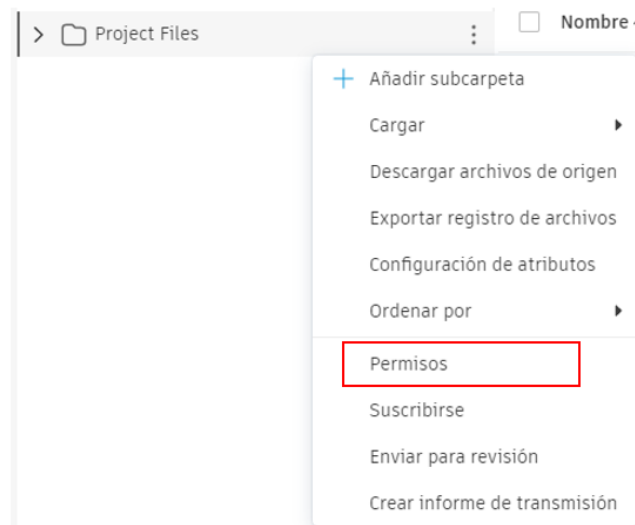 Project Files
Nombre
Añadir subcarpeta
Cargar
Descargar archivos de origen
Exportar registro de archivos
Configuración de atributos
Ordenar por
Permisos
Suscribirse
Enviar para revisión
Crear informe de transmisión